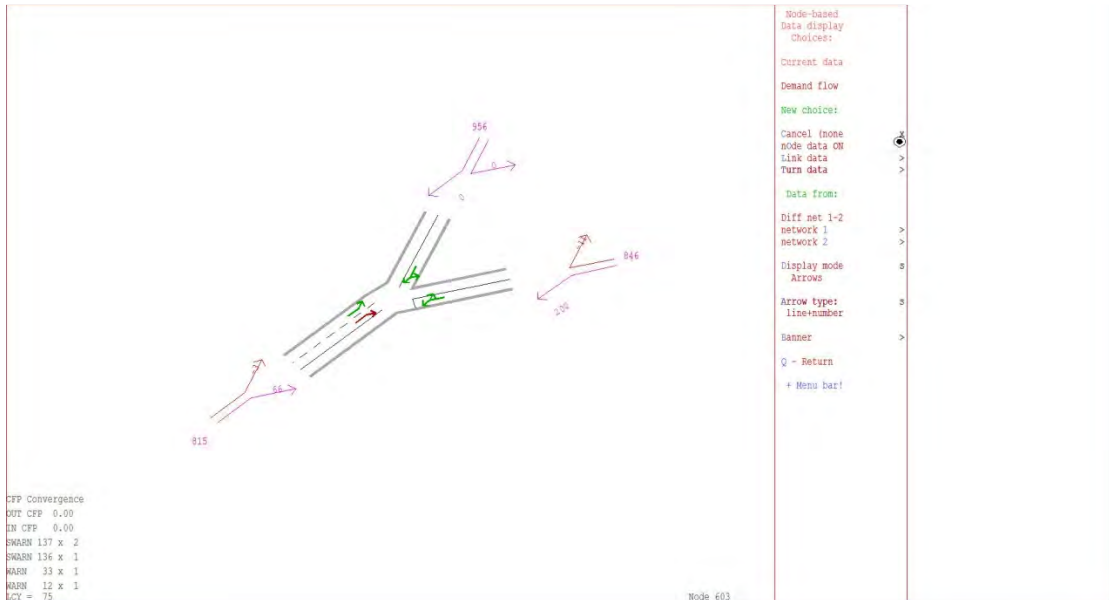 Node-based
Data display
Choices:
Current data
Demand flow
New choice:
Cancel (none x
node data ON
Link data >
Turn data >
Data from:
Diff net 1-2
network 1 >
network 2 >
Display mode s
Arrows
Arrow type: s
line+number
Banner >
Q - Return
+ Menu bar!
956
0
0
846
200
66
815
CFP Convergence
OUT CFP 0.00
IN CFP 0.00
SWARN 137 x 2
SWARN 136 x 1
WARN 33 x 1
WARN 12 x 1
LCY = 75
Node 603